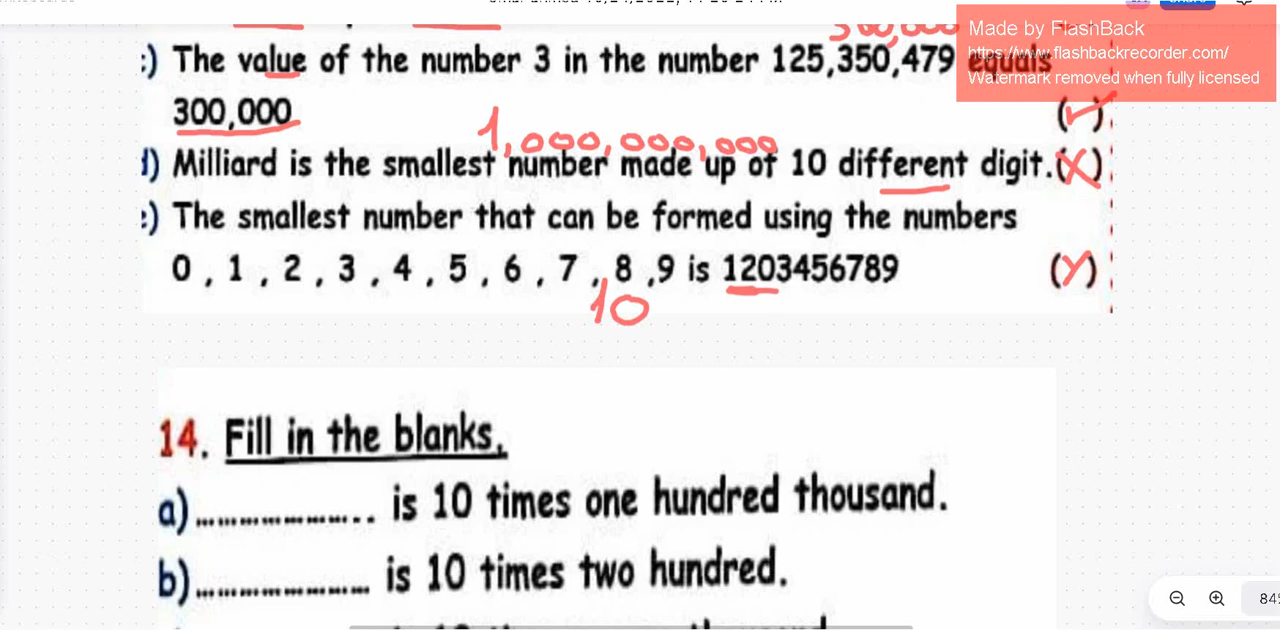 300,000
Made by FlashBack
https://www.flashbackrecorder.com/
Watermark removed when fully licensed
:) The value of the number 3 in the number 125,350,479 equals
300,000 (✓)
1,000,000,000
d) Milliard is the smallest number made up of 10 different digit. (X)
:) The smallest number that can be formed using the numbers
0 , 1 , 2 , 3 , 4 , 5 , 6 , 7 , 8 ,9 is 1203456789 (X)
10
14. Fill in the blanks.
a).................. is 10 times one hundred thousand.
b).................. is 10 times two hundred.
84